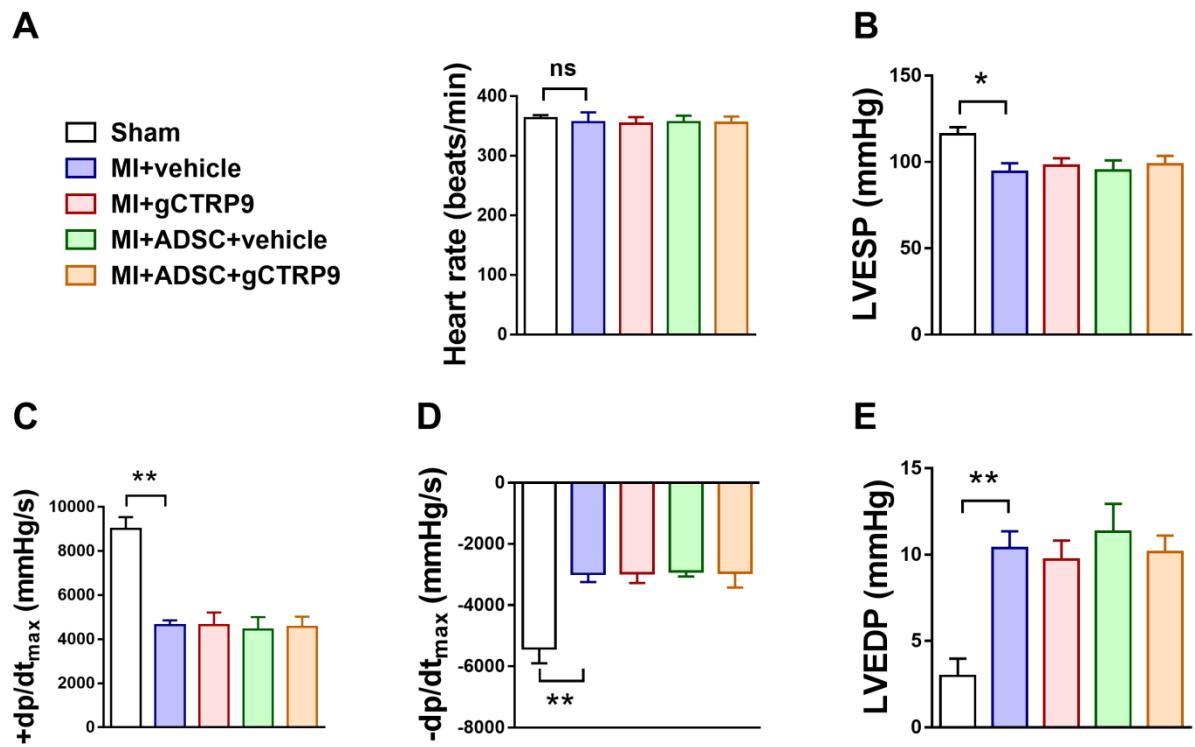 A
Sham
MI+vehicle
MI+gCTRP9
MI+ADSC+vehicle
MI+ADSC+gCTRP9
Heart rate (beats/min)
400
300
200
100
0
ns
B
LVESP (mmHg)
150
100
50
0
*
C
+dp/dtmax (mmHg/s)
10000
8000
6000
4000
2000
0
**
D
-dp/dtmax (mmHg/s)
0
-2000
-4000
-6000
-8000
**
E
LVEDP (mmHg)
15
10
5
0
**